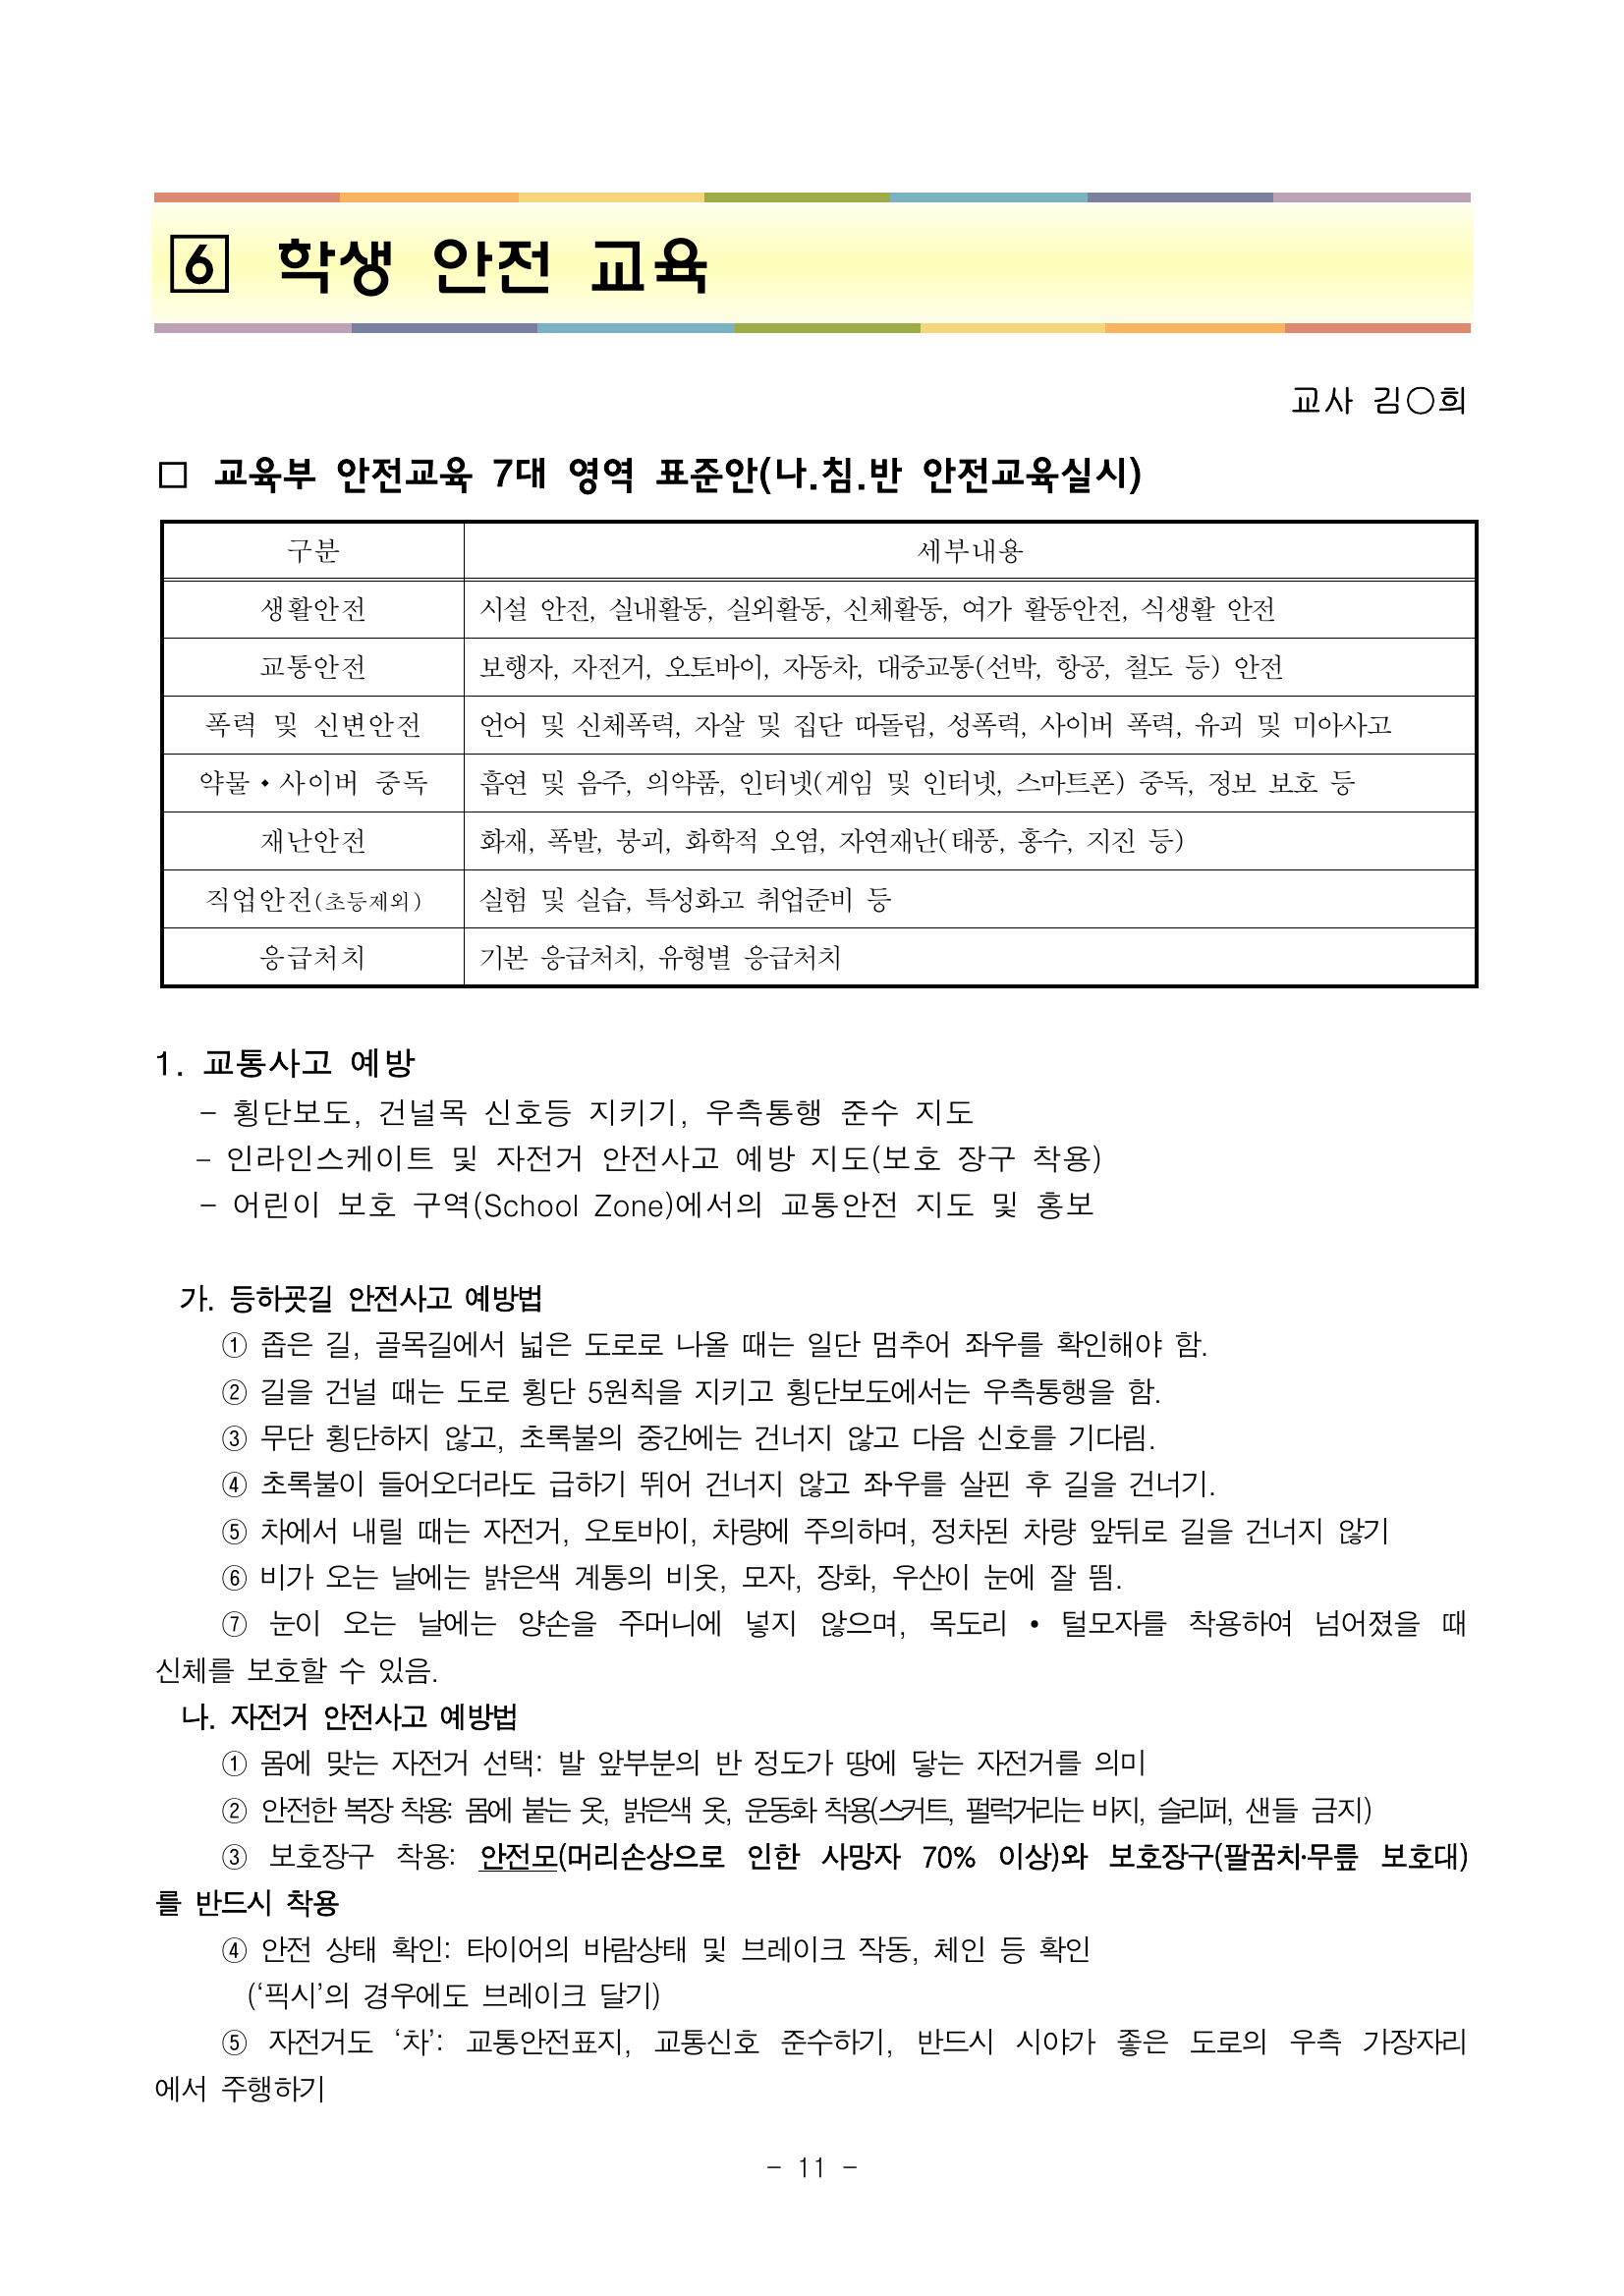 6 학생 안전 교육
교사 김○희
□ 교육부 안전교육 7대 영역 표준안(나.침.반 안전교육실시)
구분 세부내용
생활안전 시설 안전, 실내활동, 실외활동, 신체활동, 여가 활동안전, 식생활 안전
교통안전 보행자, 자전거, 오토바이, 자동차, 대중교통(선박, 항공, 철도 등) 안전
폭력 및 신변안전 언어 및 신체폭력, 자살 및 집단 따돌림, 성폭력, 사이버 폭력, 유괴 및 미아사고
약물·사이버 중독 흡연 및 음주, 의약품, 인터넷(게임 및 인터넷, 스마트폰) 중독, 정보 보호 등
재난안전 화재, 폭발, 붕괴, 화학적 오염, 자연재난(태풍, 홍수, 지진 등)
직업안전(초등제외) 실험 및 실습, 특성화고 취업준비 등
응급처치 기본 응급처치, 유형별 응급처치
1. 교통사고 예방
- 횡단보도, 건널목 신호등 지키기, 우측통행 준수 지도
- 인라인스케이트 및 자전거 안전사고 예방 지도(보호 장구 착용)
- 어린이 보호 구역(School Zone)에서의 교통안전 지도 및 홍보
가. 등하굣길 안전사고 예방법
① 좁은 길, 골목길에서 넓은 도로로 나올 때는 일단 멈추어 좌우를 확인해야 함.
② 길을 건널 때는 도로 횡단 5원칙을 지키고 횡단보도에서는 우측통행을 함.
③ 무단 횡단하지 않고, 초록불의 중간에는 건너지 않고 다음 신호를 기다림.
④ 초록불이 들어오더라도 급하기 뛰어 건너지 않고 좌·우를 살핀 후 길을 건너기.
⑤ 차에서 내릴 때는 자전거, 오토바이, 차량에 주의하며, 정차된 차량 앞뒤로 길을 건너지 않기
⑥ 비가 오는 날에는 밝은색 계통의 비옷, 모자, 장화, 우산이 눈에 잘 띔.
⑦ 눈이 오는 날에는 양손을 주머니에 넣지 않으며, 목도리 • 털모자를 착용하여 넘어졌을 때
신체를 보호할 수 있음.
나. 자전거 안전사고 예방법
① 몸에 맞는 자전거 선택: 발 앞부분의 반 정도가 땅에 닿는 자전거를 의미
② 안전한 복장 착용: 몸에 붙는 옷, 밝은색 옷, 운동화 착용(스커트, 펄럭거리는 바지, 슬리퍼, 샌들 금지)
③ 보호장구 착용: 안전모(머리손상으로 인한 사망자 70% 이상)와 보호장구(팔꿈치·무릎 보호대)
를 반드시 착용
④ 안전 상태 확인: 타이어의 바람상태 및 브레이크 작동, 체인 등 확인
('픽시'의 경우에도 브레이크 달기)
⑤ 자전거도 '차': 교통안전표지, 교통신호 준수하기, 반드시 시야가 좋은 도로의 우측 가장자리
에서 주행하기
- 11 -